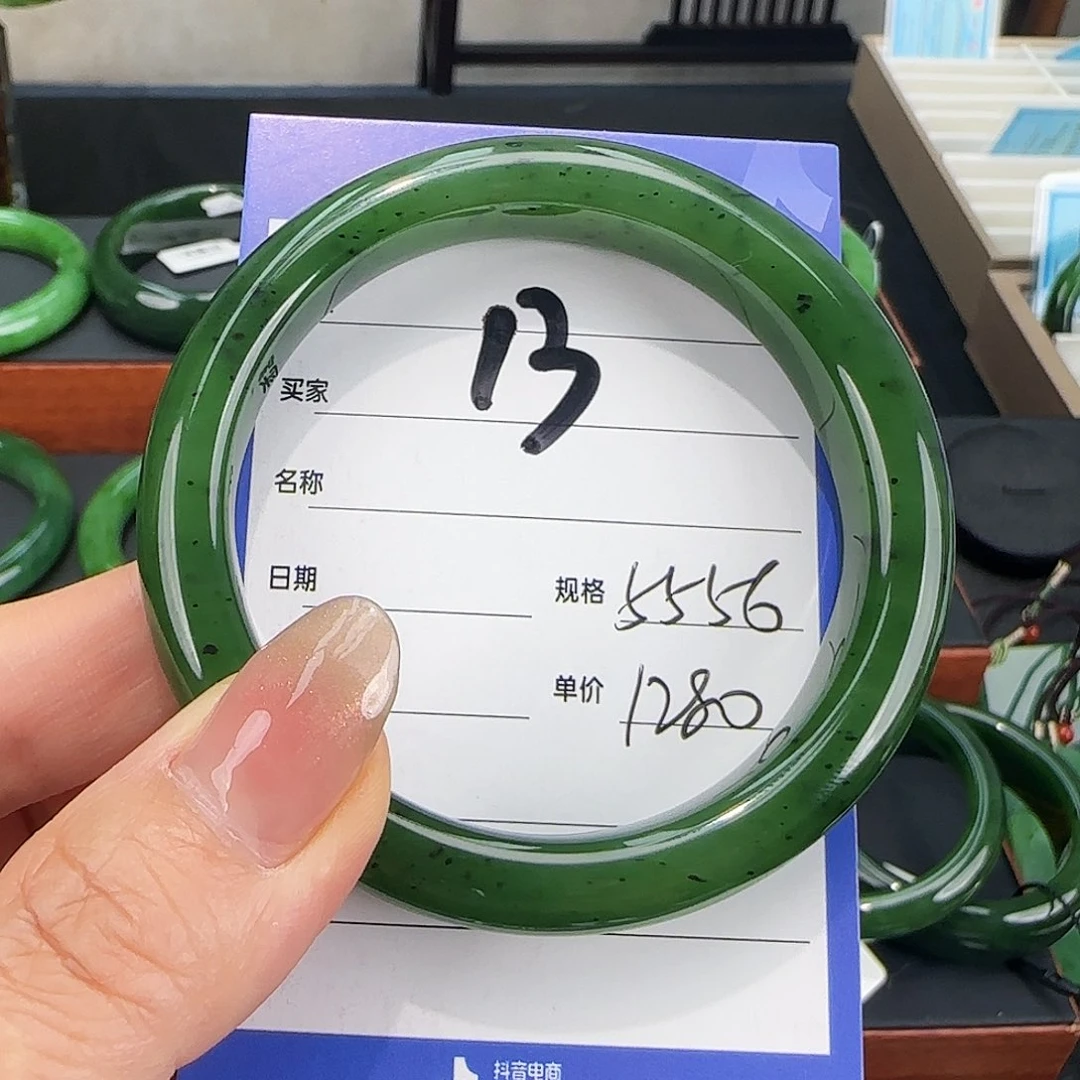 13
买家
名称
日期 规格 5556
单价 1280
抖音电商